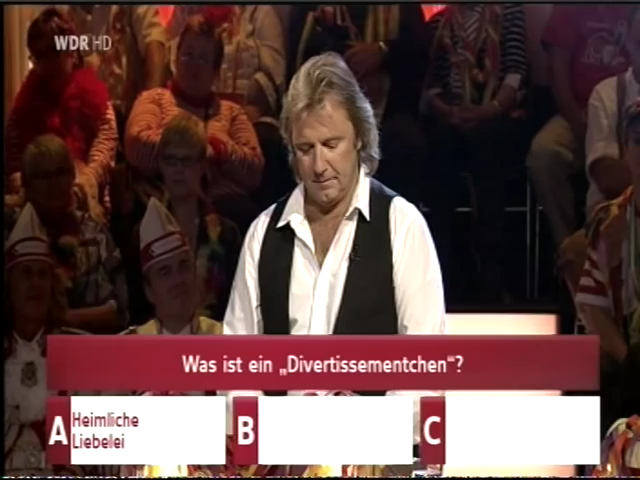 WDR HD
Was ist ein „Divertissementchen“?
A Heimliche
Liebelei
B
C